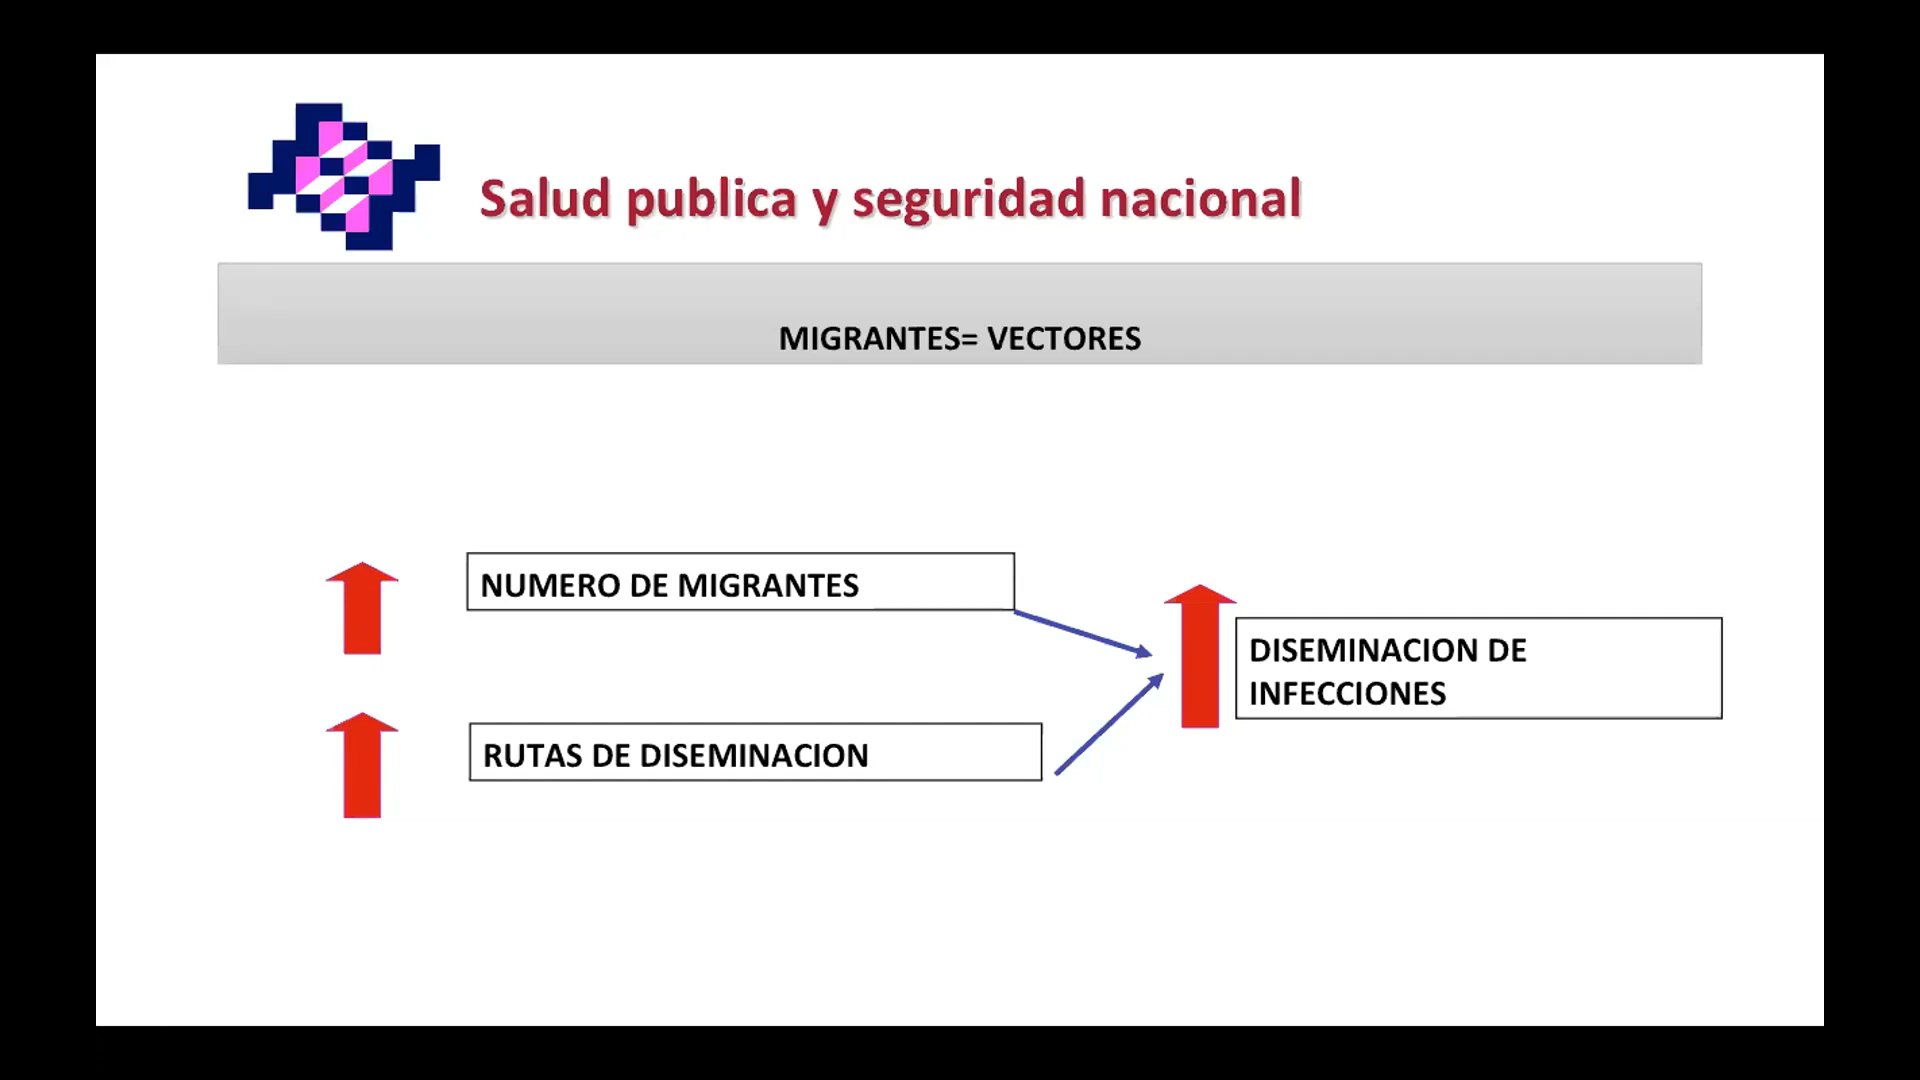 Salud publica y seguridad nacional
MIGRANTES= VECTORES
NUMERO DE MIGRANTES
DISEMINACION DE
INFECCIONES
RUTAS DE DISEMINACION